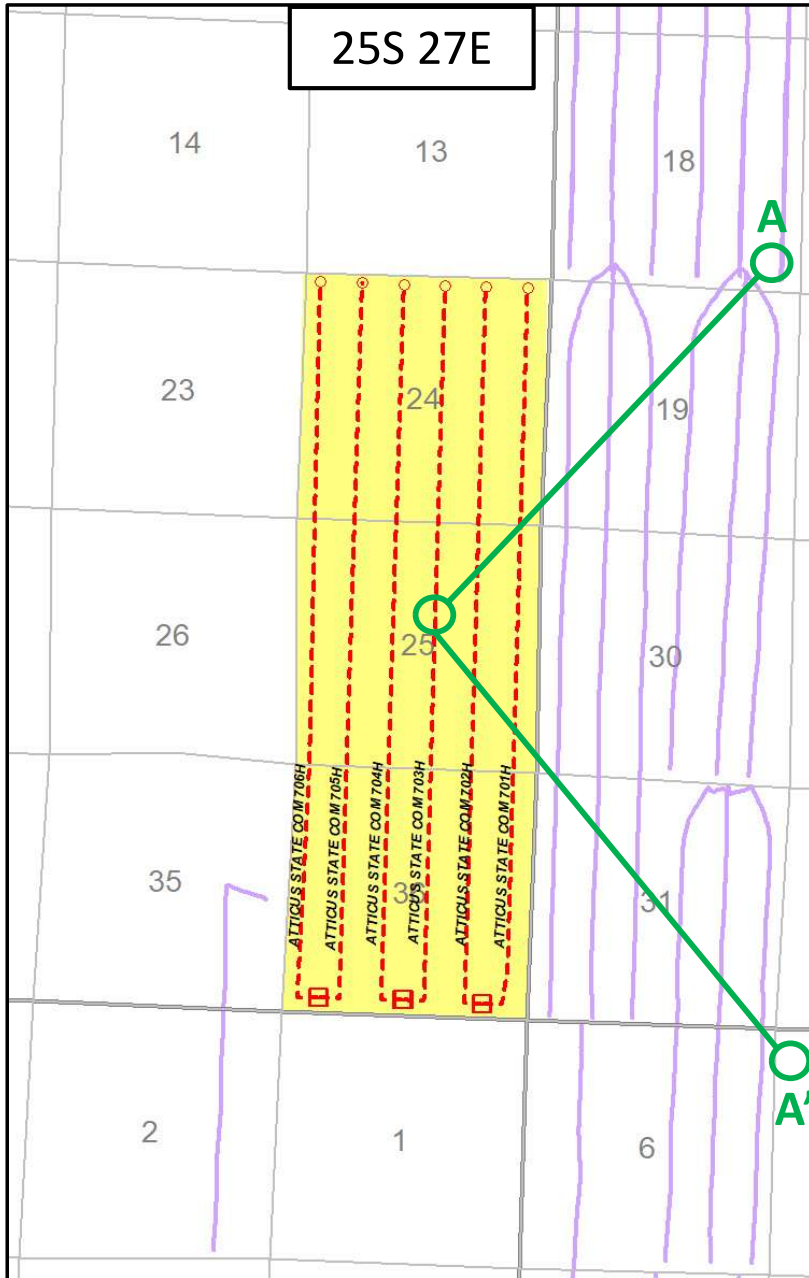 25S 27E
14
13
18
A
23
24
19
26
25
30
ATTICUS STATE COM 706H
ATTICUS STATE COM 705H
ATTICUS STATE COM 704H
ATTICUS STATE COM 703H
ATTICUS STATE COM 702H
ATTICUS STATE COM 701H
35
36
31
2
1
6
A'